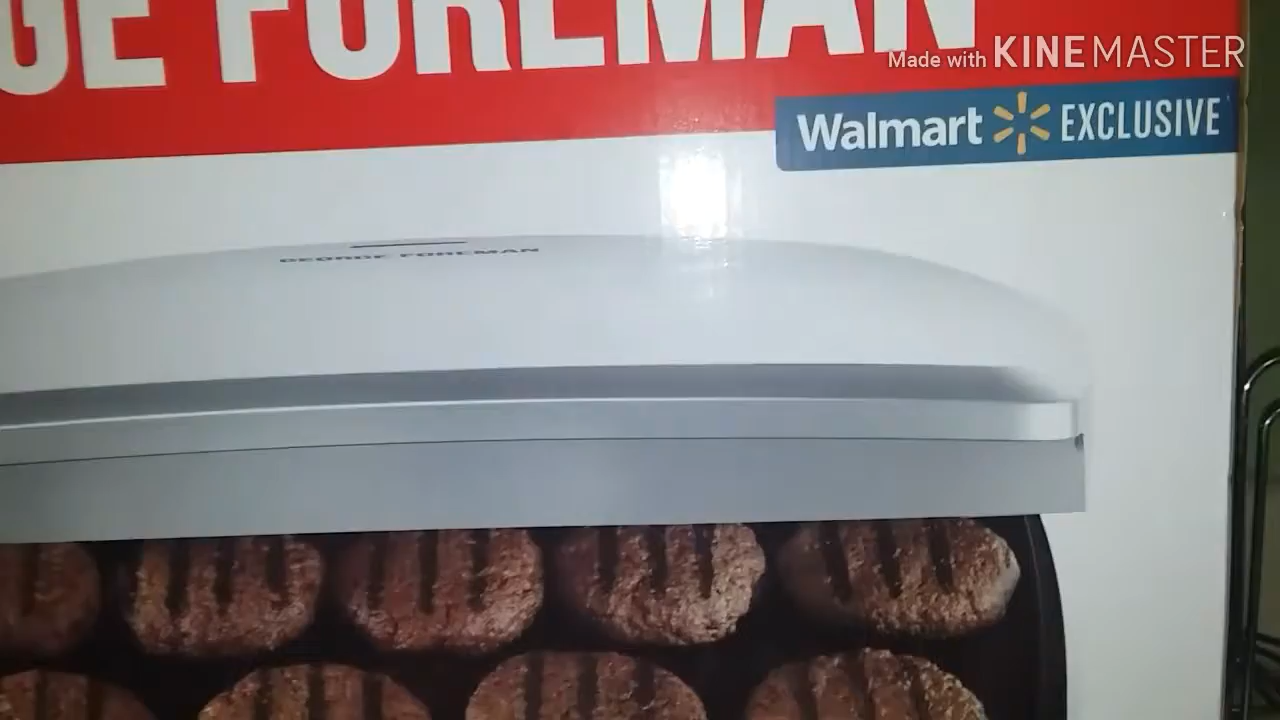 GE FOREMAN
Made with KINEMASTER
Walmart EXCLUSIVE
GEORGE FOREMAN